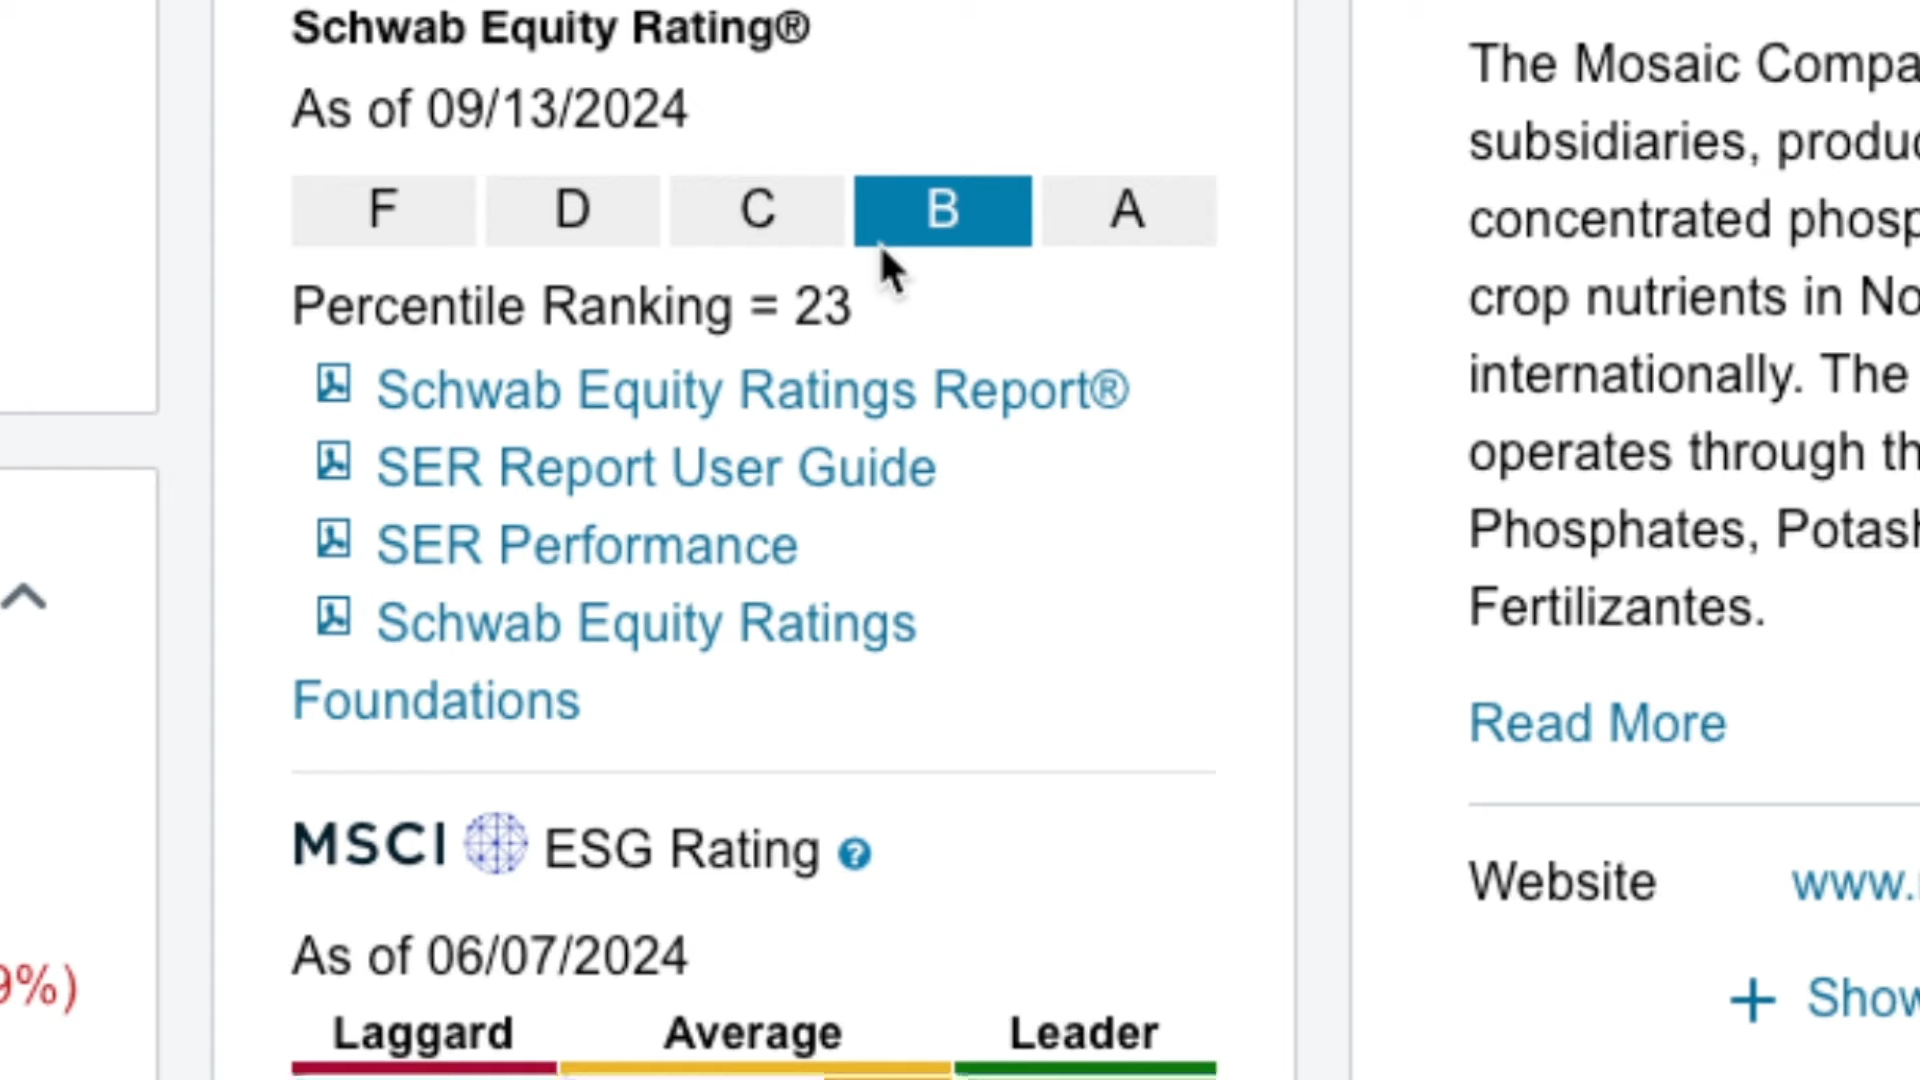 Schwab Equity Rating®
As of 09/13/2024
F D C B A
Percentile Ranking = 23
Schwab Equity Ratings Report®
SER Report User Guide
SER Performance
Schwab Equity Ratings
Foundations
MSCI ESG Rating ?
As of 06/07/2024
Laggard Average Leader
9%)
The Mosaic Compa
subsidiaries, produc
concentrated phosp
crop nutrients in No
internationally. The
operates through th
Phosphates, Potash
Fertilizantes.
Read More
Website www.
+ Show